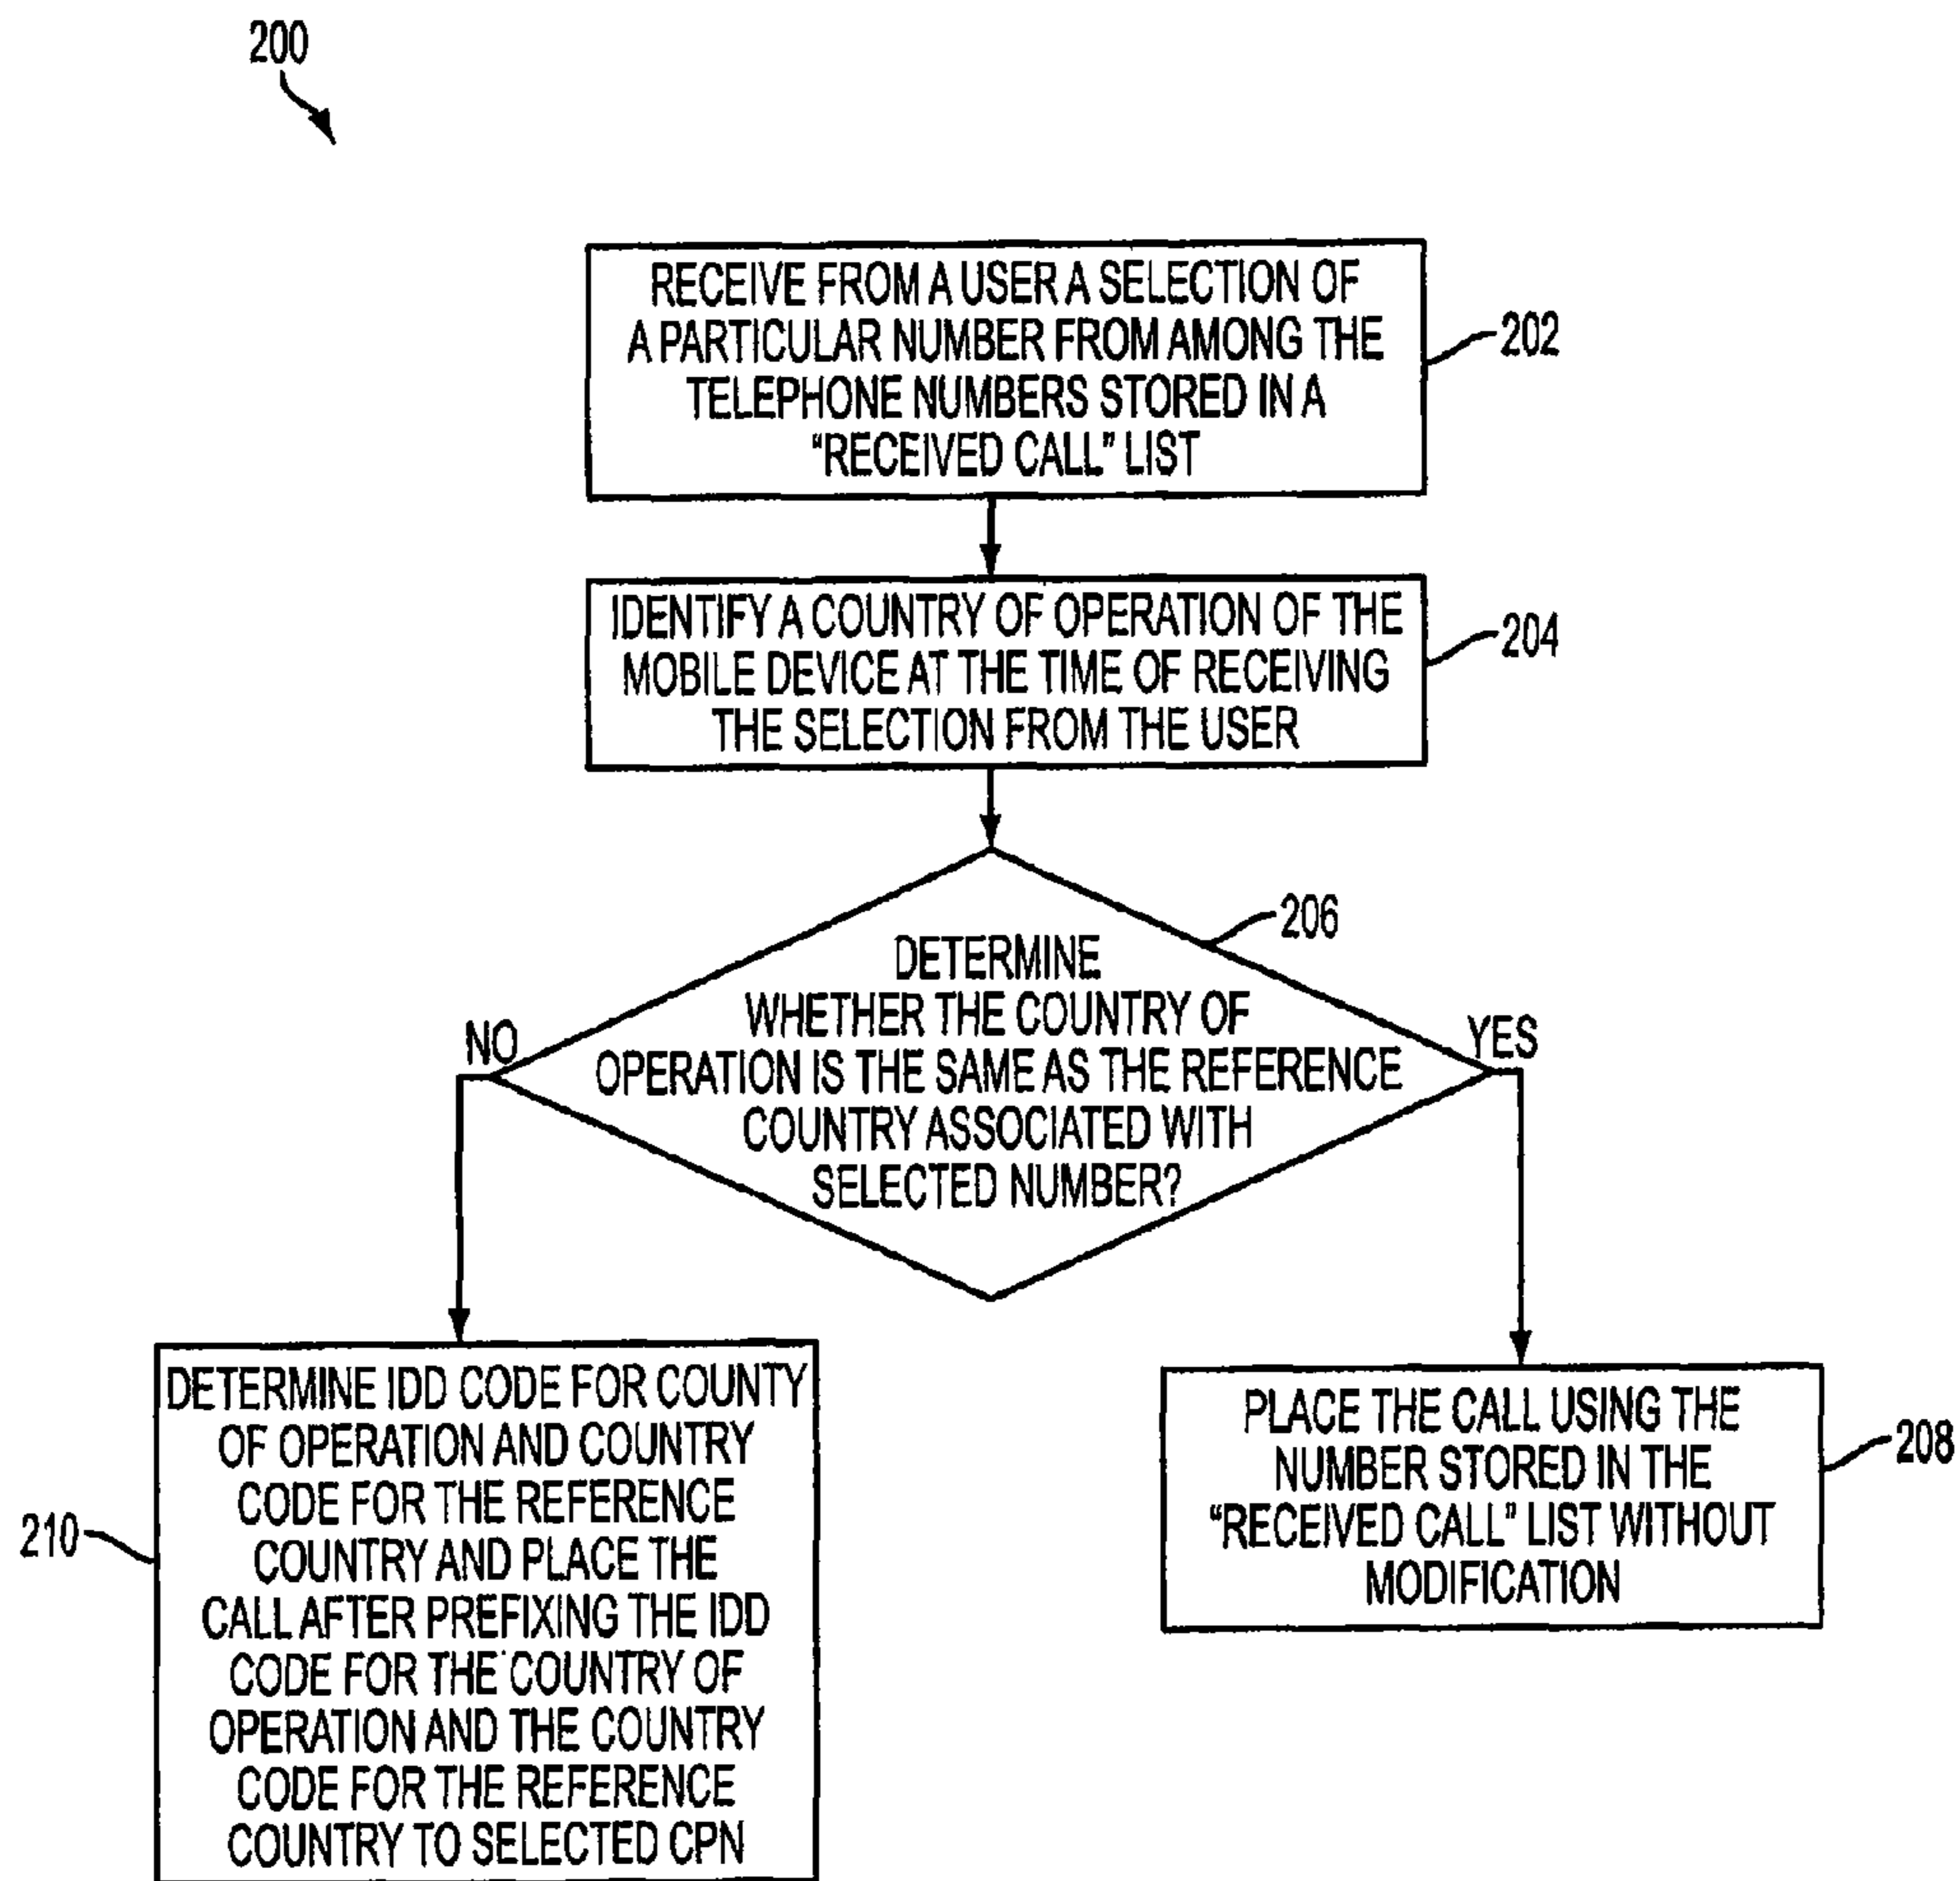 200
RECEIVE FROM A USER A SELECTION OF
A PARTICULAR NUMBER FROM AMONG THE
TELEPHONE NUMBERS STORED IN A
“RECEIVED CALL” LIST
202
IDENTIFY A COUNTRY OF OPERATION OF THE
MOBILE DEVICE AT THE TIME OF RECEIVING
THE SELECTION FROM THE USER
204
206
DETERMINE
WHETHER THE COUNTRY OF
OPERATION IS THE SAME AS THE REFERENCE
COUNTRY ASSOCIATED WITH
SELECTED NUMBER?
NO
YES
DETERMINE IDD CODE FOR COUNTY
OF OPERATION AND COUNTRY
CODE FOR THE REFERENCE
COUNTRY AND PLACE THE
CALL AFTER PREFIXING THE IDD
CODE FOR THE COUNTRY OF
OPERATION AND THE COUNTRY
CODE FOR THE REFERENCE
COUNTRY TO SELECTED CPN
210
PLACE THE CALL USING THE
NUMBER STORED IN THE
“RECEIVED CALL” LIST WITHOUT
MODIFICATION
208